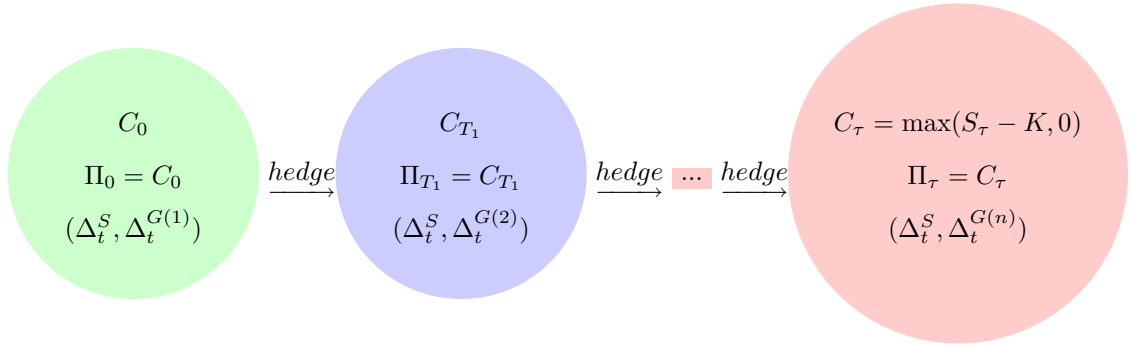 C_0
Π_0 = C_0
(Δ_t^S, Δ_t^{G(1)})
hedge
C_{T_1}
Π_{T_1} = C_{T_1}
(Δ_t^S, Δ_t^{G(2)})
hedge
...
hedge
C_τ = max(S_τ − K, 0)
Π_τ = C_τ
(Δ_t^S, Δ_t^{G(n)})